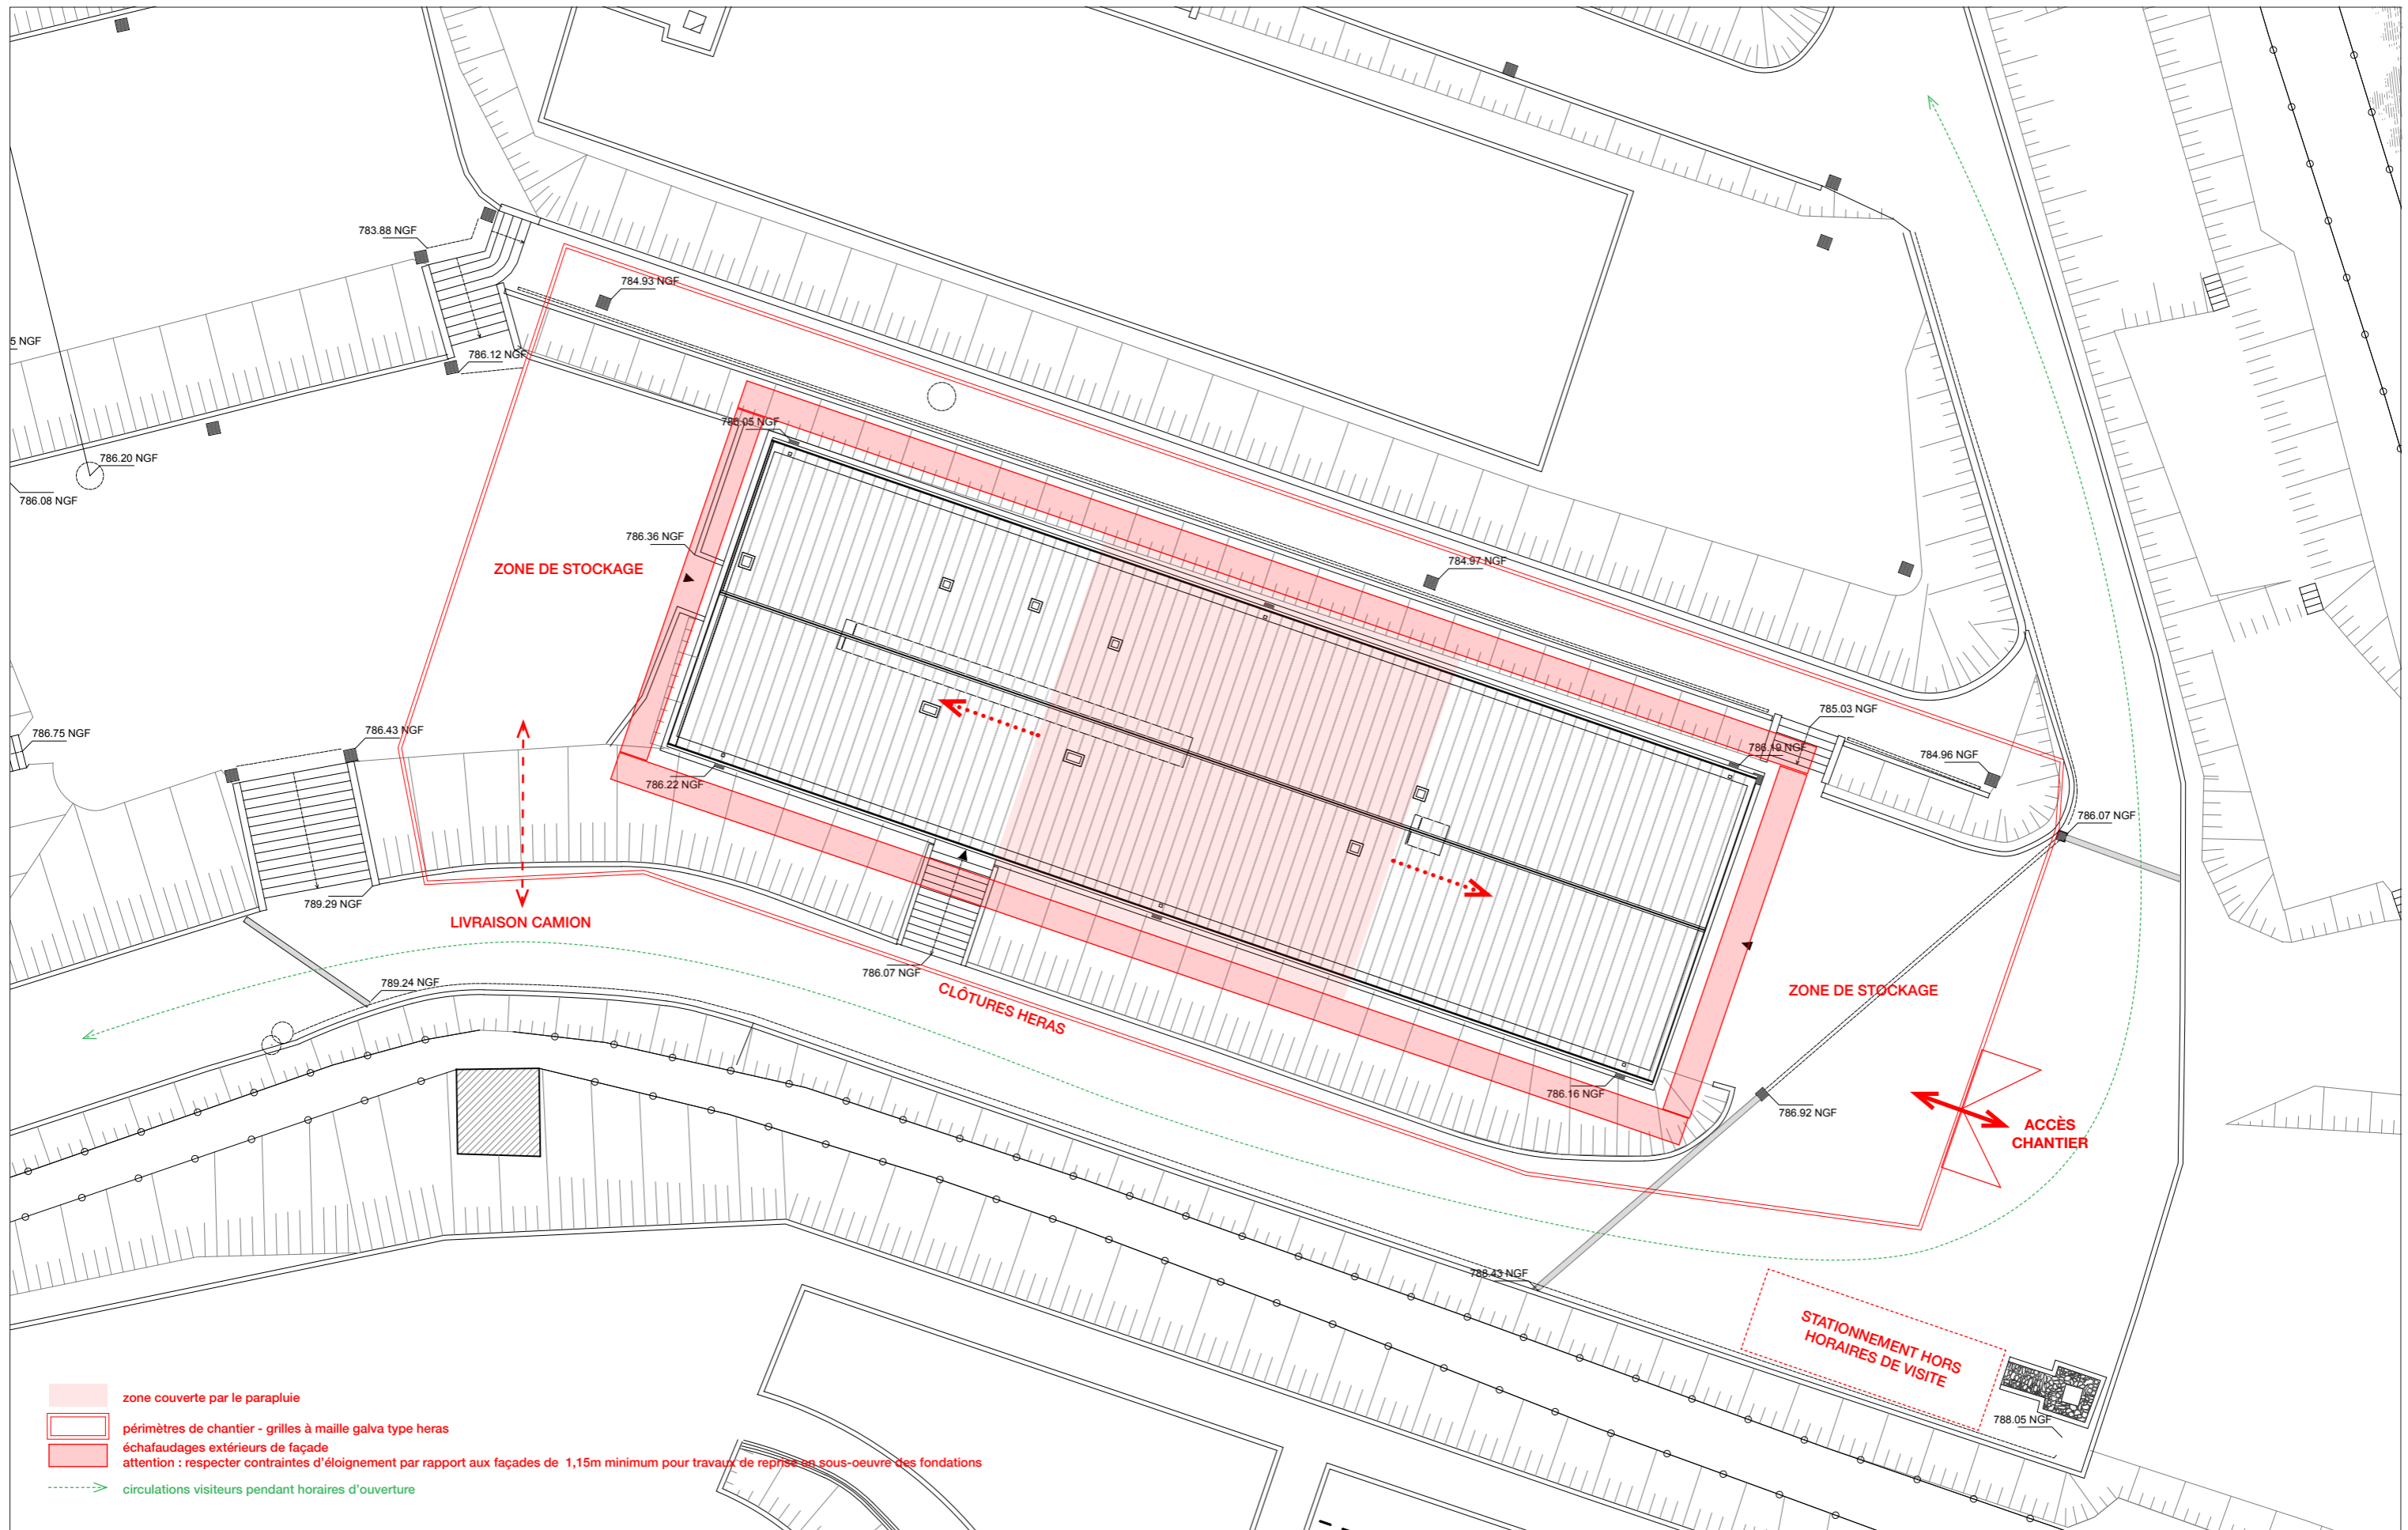 783.88 NGF
784.93 NGF
5 NGF
786.12 NGF
786.05 NGF
786.20 NGF
786.08 NGF
786.36 NGF
ZONE DE STOCKAGE
784.97 NGF
785.03 NGF
786.75 NGF
786.43 NGF
786.19 NGF
784.96 NGF
786.22 NGF
786.07 NGF
789.29 NGF
LIVRAISON CAMION
786.07 NGF
789.24 NGF
CLÔTURES HERAS
ZONE DE STOCKAGE
786.16 NGF
786.92 NGF
ACCÈS
CHANTIER
788.43 NGF
STATIONNEMENT HORS
HORAIRES DE VISITE
788.05 NGF
zone couverte par le parapluie
périmètres de chantier - grilles à maille galva type heras
échafaudages extérieurs de façade
attention : respecter contraintes d'éloignement par rapport aux façades de 1,15m minimum pour travaux de reprise en sous-oeuvre des fondations
circulations visiteurs pendant horaires d'ouverture